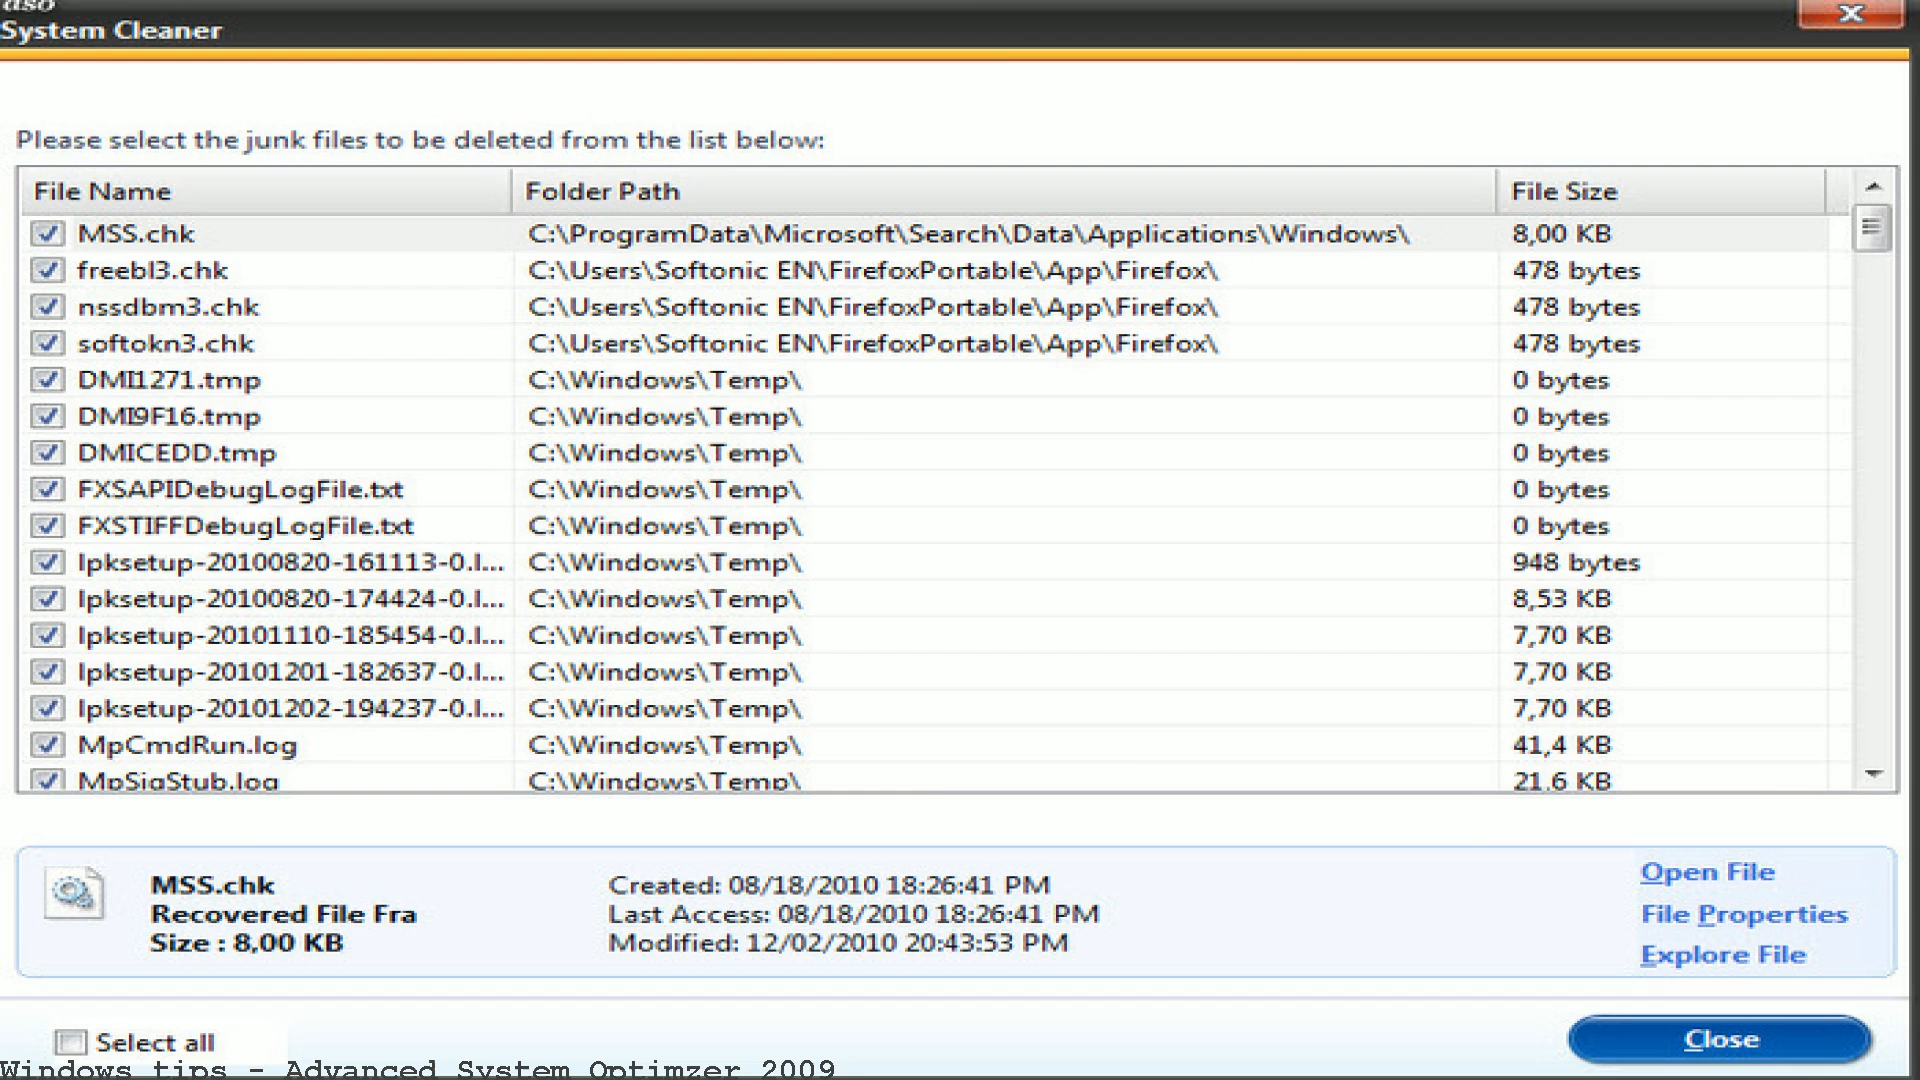 aso
System Cleaner
Please select the junk files to be deleted from the list below:
File Name Folder Path File Size
MSS.chk C:\ProgramData\Microsoft\Search\Data\Applications\Windows\ 8,00 KB
freebl3.chk C:\Users\Softonic EN\FirefoxPortable\App\Firefox\ 478 bytes
nssdbm3.chk C:\Users\Softonic EN\FirefoxPortable\App\Firefox\ 478 bytes
softokn3.chk C:\Users\Softonic EN\FirefoxPortable\App\Firefox\ 478 bytes
DMI1271.tmp C:\Windows\Temp\ 0 bytes
DMI9F16.tmp C:\Windows\Temp\ 0 bytes
DMICEDD.tmp C:\Windows\Temp\ 0 bytes
FXSAPIDebugLogFile.txt C:\Windows\Temp\ 0 bytes
FXSTIFFDebugLogFile.txt C:\Windows\Temp\ 0 bytes
lpksetup-20100820-161113-0.l... C:\Windows\Temp\ 948 bytes
lpksetup-20100820-174424-0.l... C:\Windows\Temp\ 8,53 KB
lpksetup-20101110-185454-0.l... C:\Windows\Temp\ 7,70 KB
lpksetup-20101201-182637-0.l... C:\Windows\Temp\ 7,70 KB
lpksetup-20101202-194237-0.l... C:\Windows\Temp\ 7,70 KB
MpCmdRun.log C:\Windows\Temp\ 41,4 KB
MpSigStub.log C:\Windows\Temp\ 21,6 KB
MSS.chk Created: 08/18/2010 18:26:41 PM Open File
Recovered File Fra Last Access: 08/18/2010 18:26:41 PM File Properties
Size : 8,00 KB Modified: 12/02/2010 20:43:53 PM Explore File
Select all Close
Windows tips - Advanced System Optimzer 2009